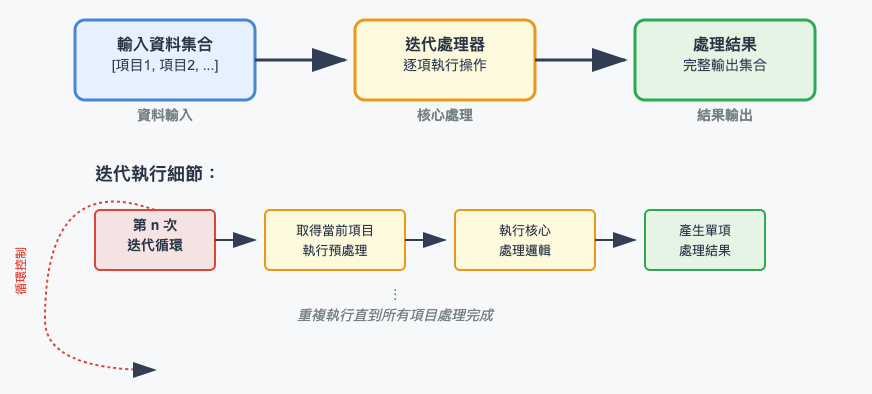 輸入資料集合
[項目1, 項目2, ...]
迭代處理器
逐項執行操作
處理結果
完整輸出集合
資料輸入
核心處理
結果輸出
迭代執行細節：
第 n 次
迭代循環
取得當前項目
執行預處理
執行核心
處理邏輯
產生單項
處理結果
循環控制
⋮
重複執行直到所有項目處理完成